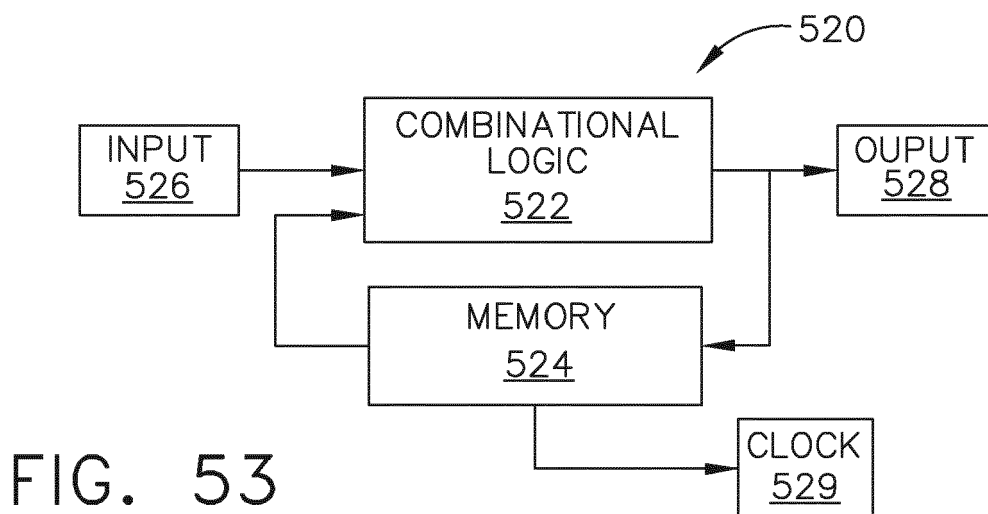 520
INPUT
526
COMBINATIONAL
LOGIC
522
OUPUT
528
MEMORY
524
CLOCK
529
FIG. 53